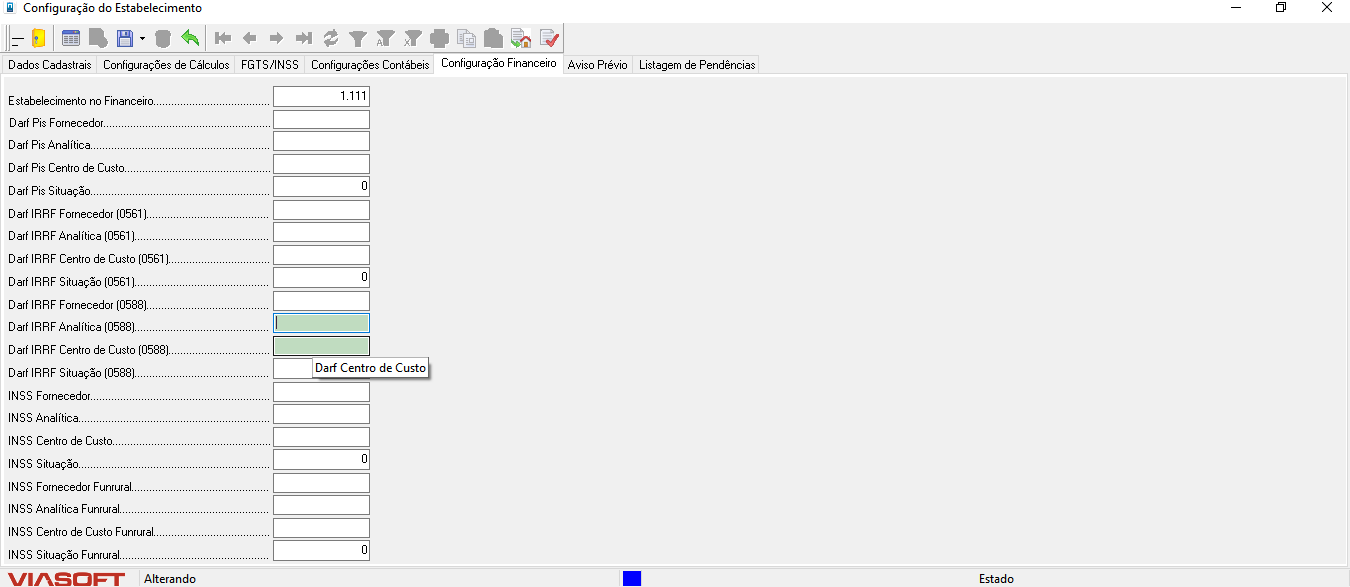 Configuração do Estabelecimento
Dados Cadastrais Configurações de Cálculos FGTS/INSS Configurações Contábeis Configuração Financeiro Aviso Prévio Listagem de Pendências
Estabelecimento no Financeiro 1.111
Darf Pis Fornecedor
Darf Pis Analítica
Darf Pis Centro de Custo
Darf Pis Situação 0
Darf IRRF Fornecedor (0561)
Darf IRRF Analítica (0561)
Darf IRRF Centro de Custo (0561)
Darf IRRF Situação (0561) 0
Darf IRRF Fornecedor (0588)
Darf IRRF Analítica (0588)
Darf IRRF Centro de Custo (0588)
Darf Centro de Custo
Darf IRRF Situação (0588)
INSS Fornecedor
INSS Analítica
INSS Centro de Custo
INSS Situação 0
INSS Fornecedor Funrural
INSS Analítica Funrural
INSS Centro de Custo Funrural
INSS Situação Funrural 0
VIASOFT Alterando Estado